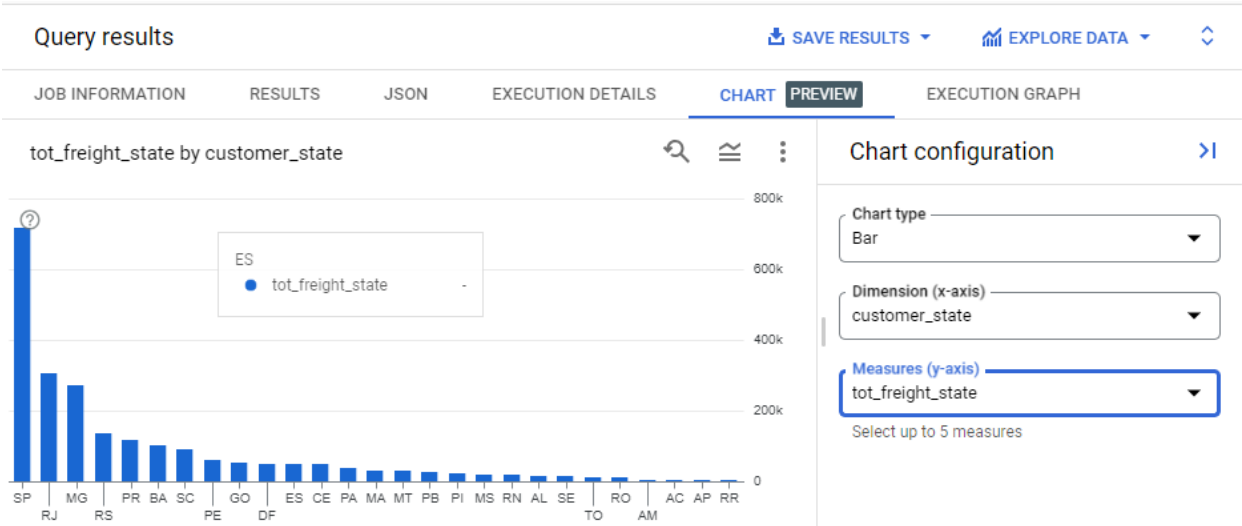 Query results
SAVE RESULTS
EXPLORE DATA
JOB INFORMATION
RESULTS
JSON
EXECUTION DETAILS
CHART PREVIEW
EXECUTION GRAPH
tot_freight_state by customer_state
800k
600k
400k
200k
0
ES
tot_freight_state -
SP RJ MG RS PR BA SC PE GO DF ES CE PA MA MT PB PI MS RN AL SE TO RO AM AC AP RR
Chart configuration
Chart type
Bar
Dimension (x-axis)
customer_state
Measures (y-axis)
tot_freight_state
Select up to 5 measures